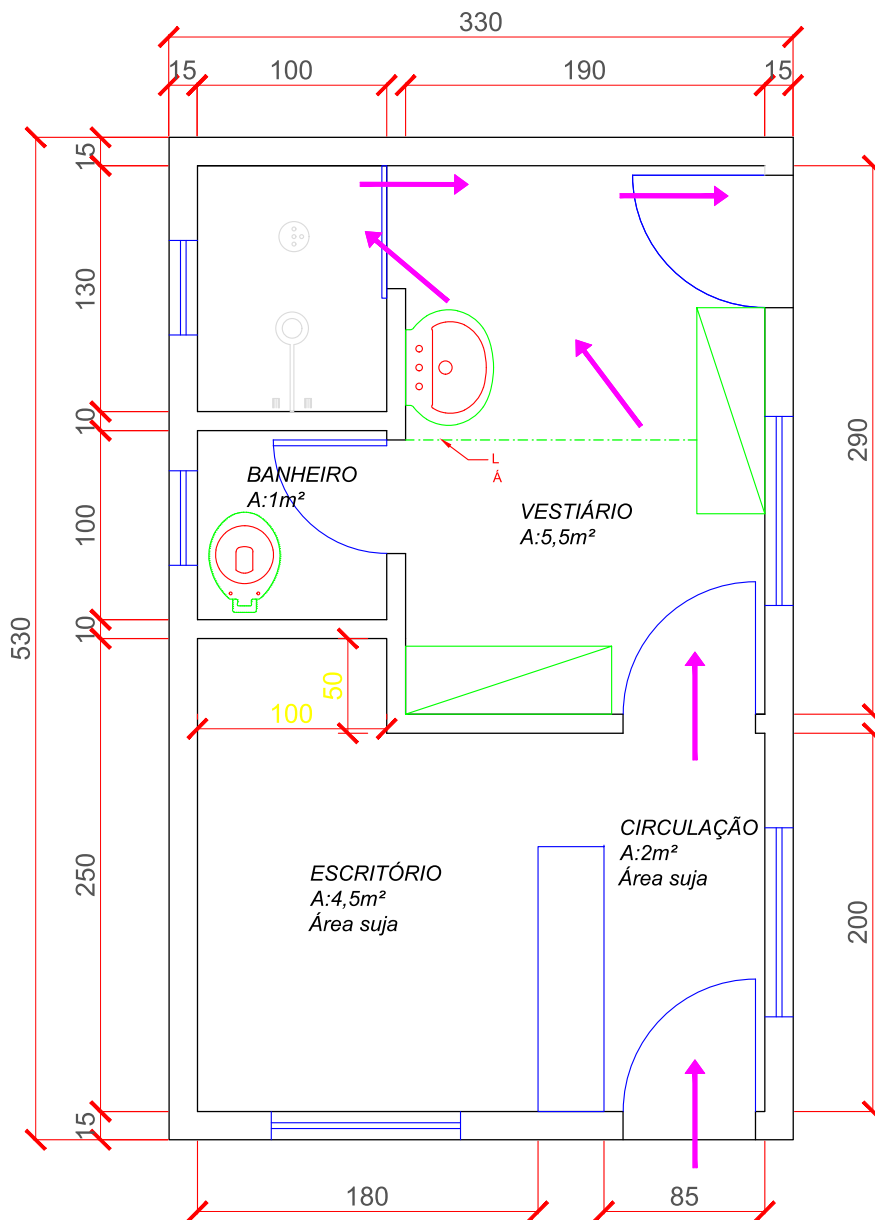 330
15
100
190
15
15
130
10
100
10
250
15
530
290
200
BANHEIRO
A:1m²
L
Á
VESTIÁRIO
A:5,5m²
50
100
CIRCULAÇÃO
A:2m²
Área suja
ESCRITÓRIO
A:4,5m²
Área suja
180
85